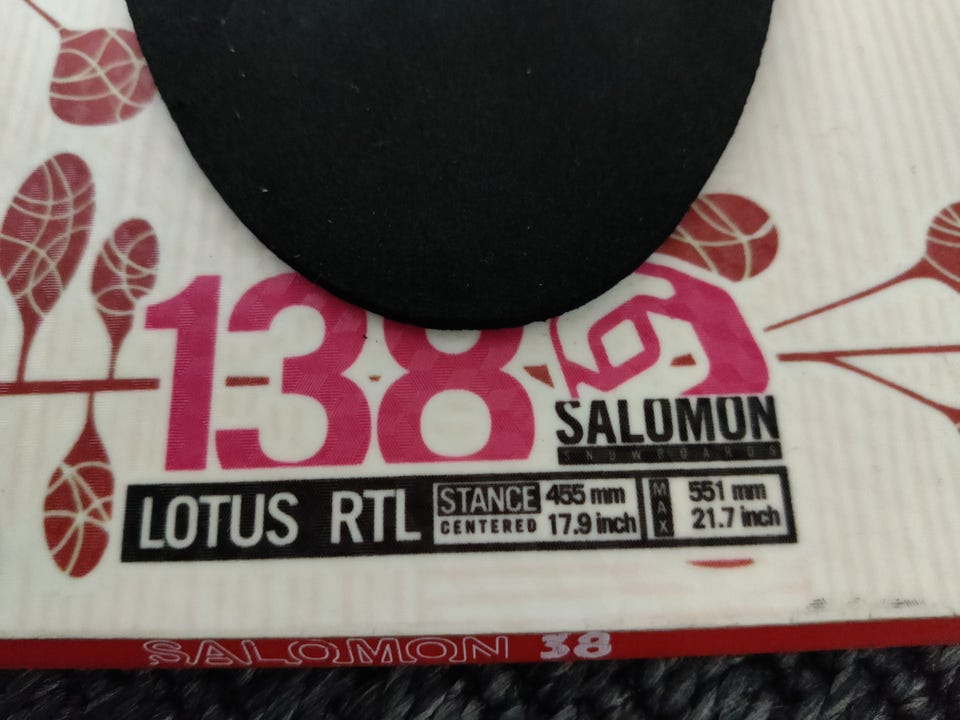 138
SALOMON
SNOWBOARDS
LOTUS RTL STANCE CENTERED 455 mm 17.9 inch MAX 551 mm 21.7 inch
SALOMON 38